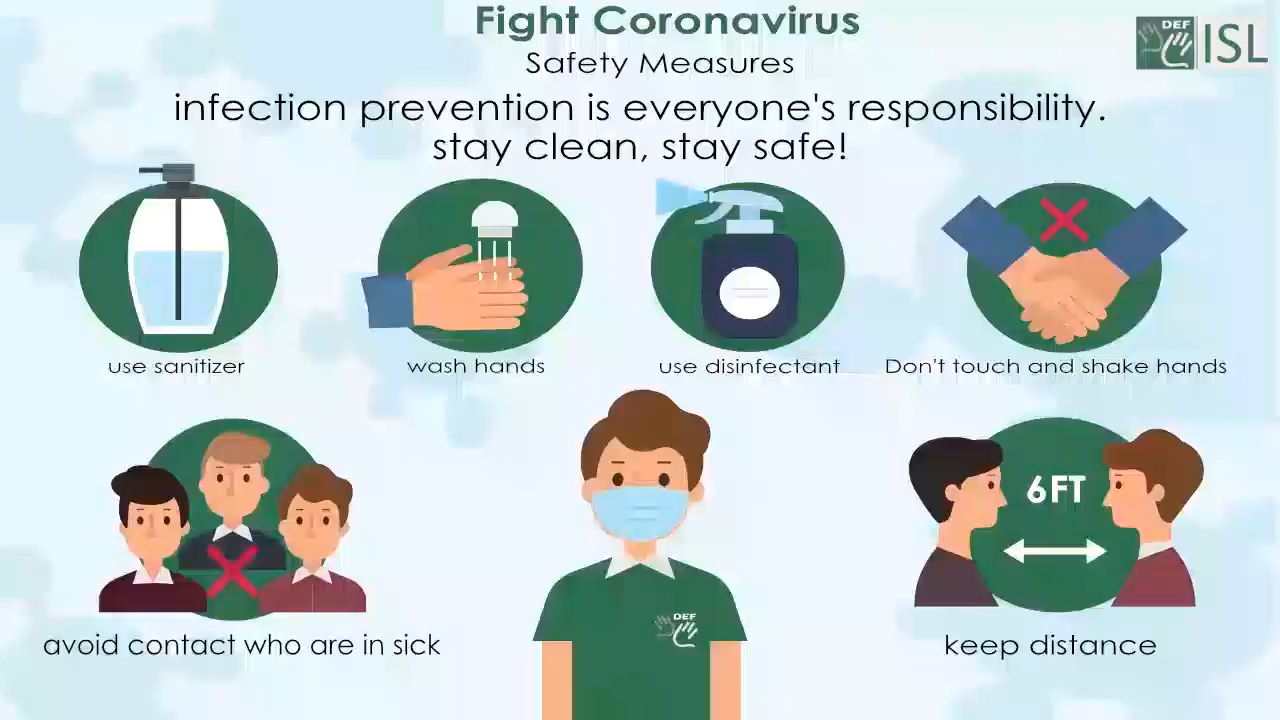 Fight Coronavirus
Safety Measures
infection prevention is everyone's responsibility.
stay clean, stay safe!
DEF
ISL
use sanitizer
wash hands
use disinfectant
Don't touch and shake hands
6FT
DEF
avoid contact who are in sick
keep distance